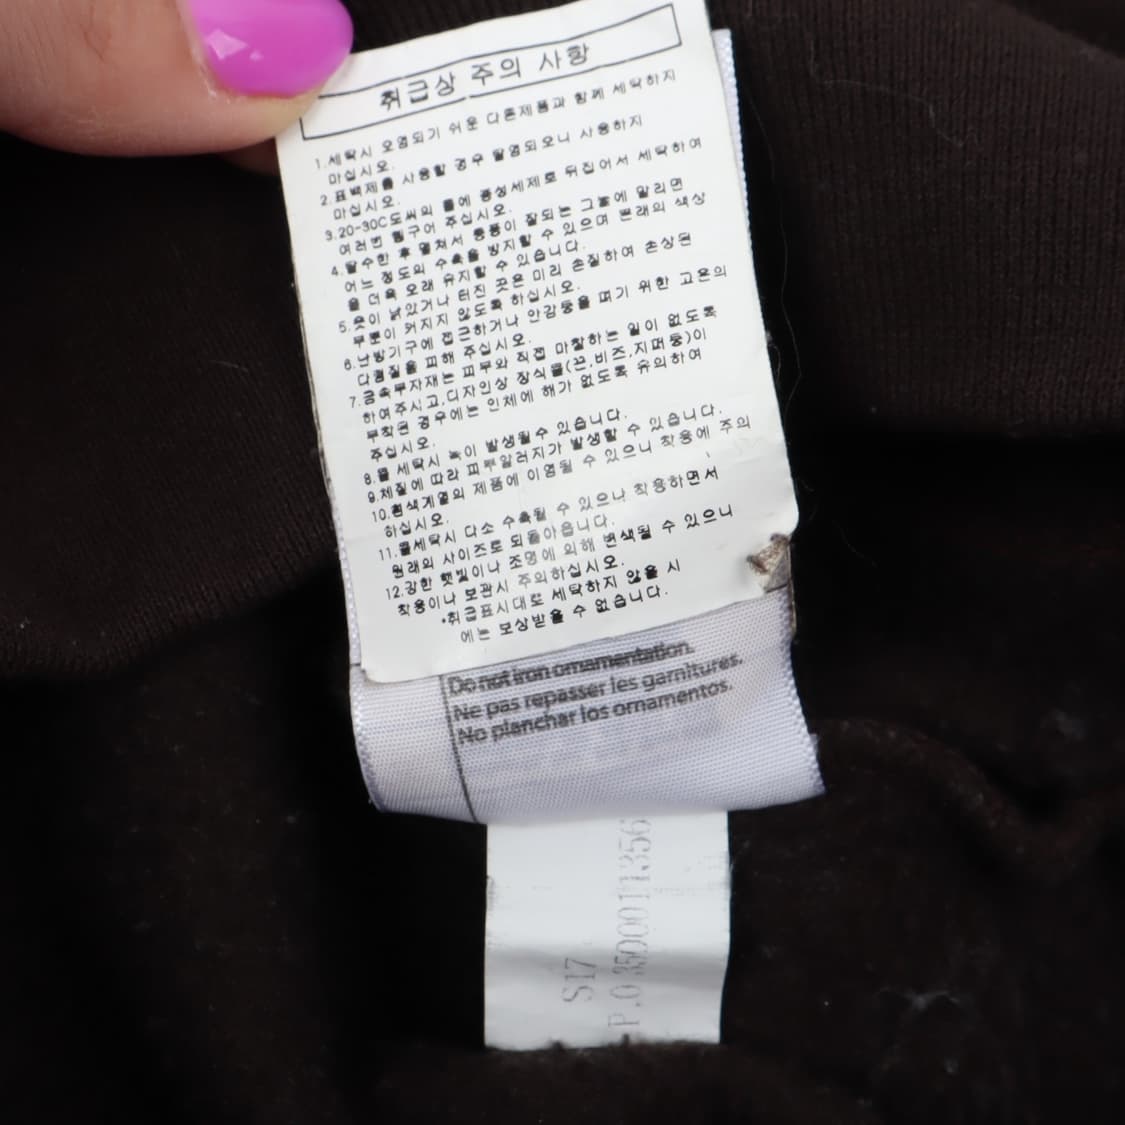 취급상 주의 사항
1.세탁시 오염되기 쉬운 다른제품과 함께 세탁하지
마십시오.
2.표백제를 사용할 경우 탈염되오니 사용하지
마십시오.
3.20-30C도씨의 물에 중성세제로 뒤집어서 세탁하여
여러번 헹구어 주십시오.
4.탈수한 후 펼쳐서 통풍이 잘되는 그늘에 말리면
어느 정도의 수축을 방지할 수 있으며 본래의 색상
을 더욱 오래 유지할 수 있습니다.
5.옷이 낡았거나 터진 곳은 미리 손질하여 손상된
부분이 커지지 않도록 하십시오.
6.난방기구에 접근하거나 안감등을 펴기 위한 고온의
다림질을 피해 주십시오.
7.금속부자재는 피부와 직접 마찰하는 일이 없도록
하여주시고,디자인상 장식물(끈,비즈,지퍼등)이
부착된 경우에는 인체에 해가 없도록 유의하여
주십시오.
8.물 세탁시 녹이 발생될수 있습니다.
9.체질에 따라 피부알러지가 발생할 수 있습니다.
10.흰색계열의 제품에 이염될 수 있으니 착용에 주의
하십시오.
11.물세탁시 다소 수축될 수 있으나 착용하면서
원래의 사이즈로 되돌아옵니다.
12.강한 햇빛이나 조명에 의해 변색될 수 있으니
착용이나 보관시 주의하십시오.
*취급표시대로 세탁하지 않을 시
에는 보상받을 수 없습니다.
Do not iron ornamentation.
Ne pas repasser les garnitures.
No planchar los ornamentos.
S17